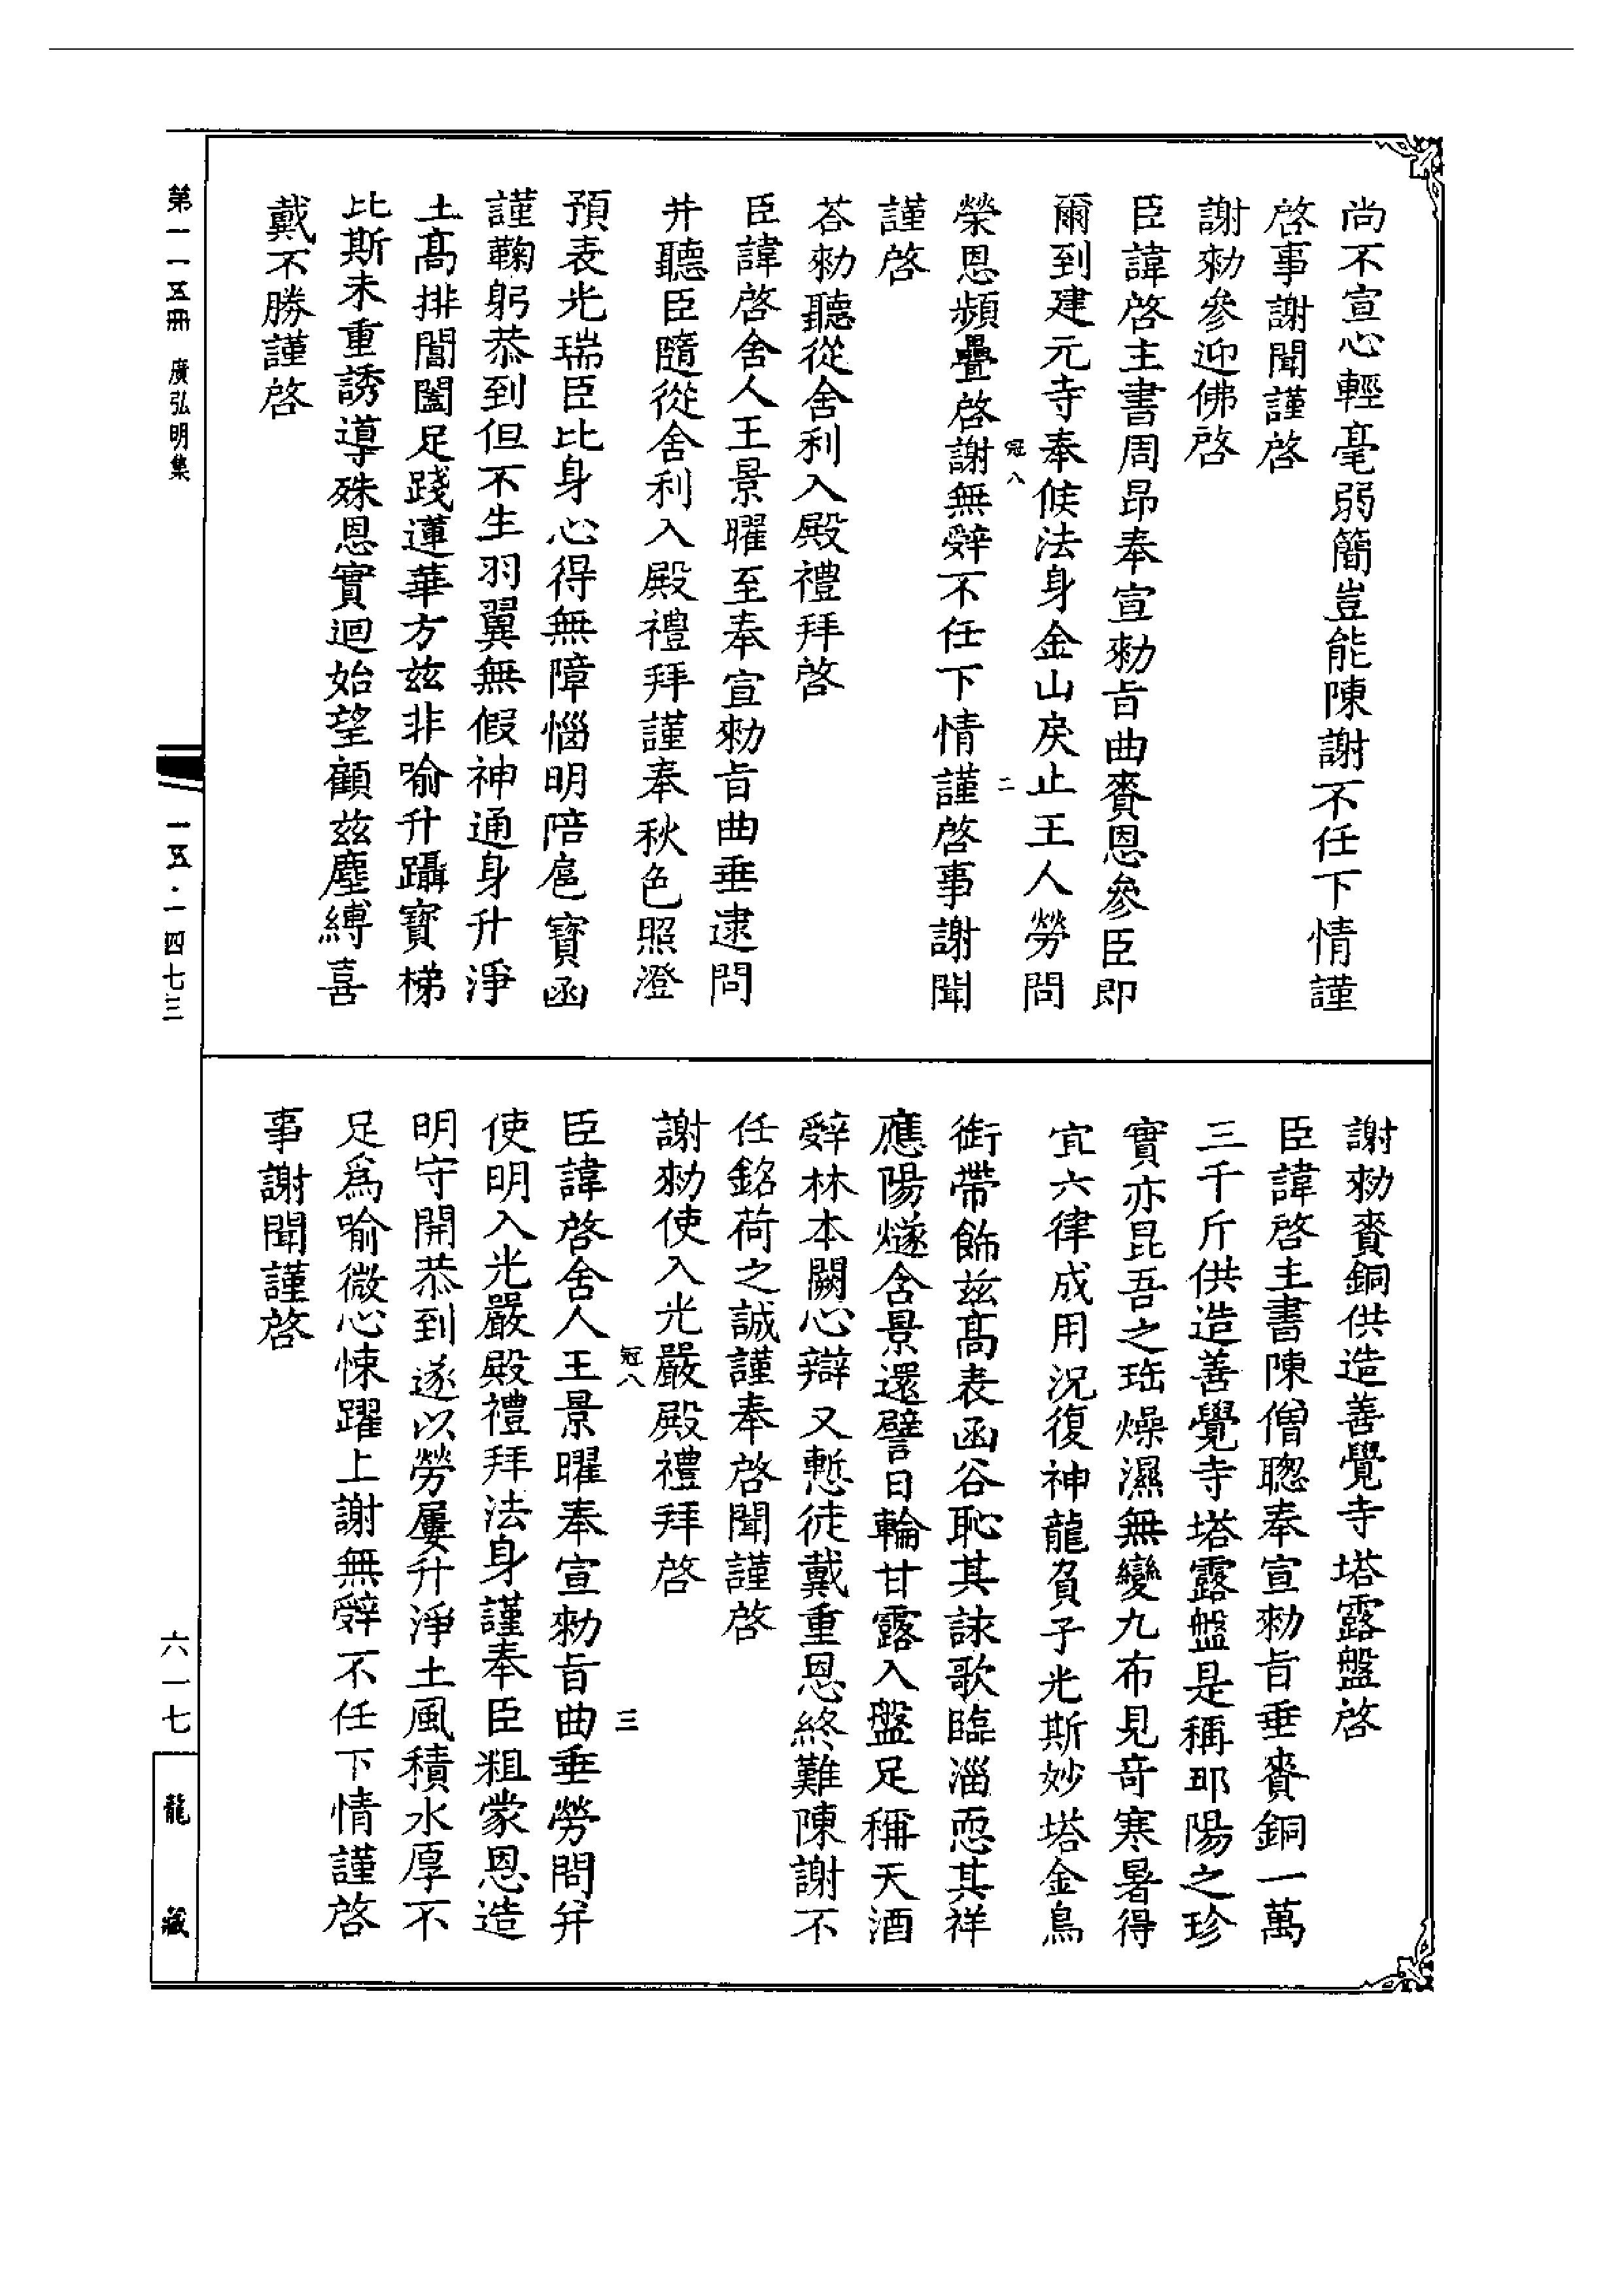 尚不宣心輕毫弱簡豈能陳謝不任下情謹
啓事謝聞謹啓
謝勑參迎佛啓
臣諱啓主書周昂奉宣勑旨曲賚恩參臣即
爾到建元寺奉候法身金山戾止王人勞問
冠八 二
榮恩頻疊啓謝無辤不任下情謹啓事謝聞
謹啓
荅勑聽從舍利入殿禮拜啓
臣諱啓舍人王景曜至奉宣勑旨曲垂逮問
并聽臣隨從舍利入殿禮拜謹奉秋色照澄
預表光瑞臣比身心得無障惱明陪扈寶函
謹鞠躬恭到但不生羽翼無假神通身升淨
土高排閶闔足踐蓮華方兹非喻升躡寶梯
比斯未重誘導殊恩實迴始望顧兹塵縛喜
戴不勝謹啓
謝勑賚銅供造善覺寺塔露盤啓
臣諱啓主書陳僧聰奉宣勑旨垂賚銅一萬
三千斤供造善覺寺塔露盤是稱耶陽之珍
實亦昆吾之珤燥濕無變九布見竒寒暑得
宜六律成用況復神龍負子光斯妙塔金鳥
銜帶飾兹高表函谷恥其詠歌臨淄恧其祥
應陽燧含景還譬日輪甘露入盤足稱天酒
辤林本闕心辯又慙徒戴重恩終難陳謝不
任銘荷之誠謹奉啓聞謹啓
謝勑使入光嚴殿禮拜啓
冠八 三
臣諱啓舍人王景曜奉宣勑旨曲垂勞問并
使明入光嚴殿禮拜法身謹奉臣粗蒙恩造
明守開恭到遂以勞屢升淨土風積水厚不
足爲喻微心悚躍上謝無辤不任下情謹啓
事謝聞謹啓
第一一五冊 廣弘明集
一五·一四七三
六一七
龍藏